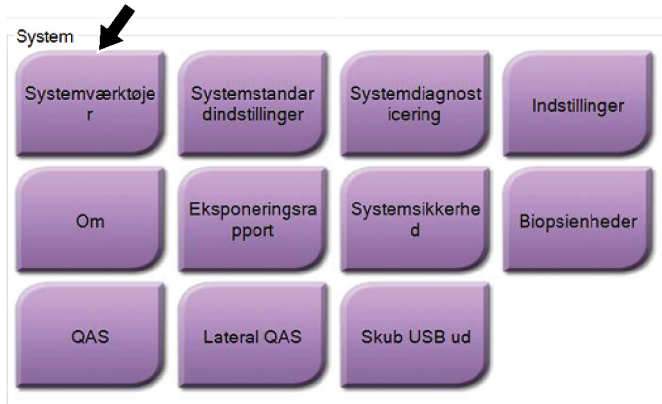 System
Systemværktøje
r
Systemstandar
dindstillinger
Systemdiagnost
icering
Indstillinger
Om
Eksponeringsra
pport
Systemsikkerhe
d
Biopsienheder
QAS
Lateral QAS
Skub USB ud